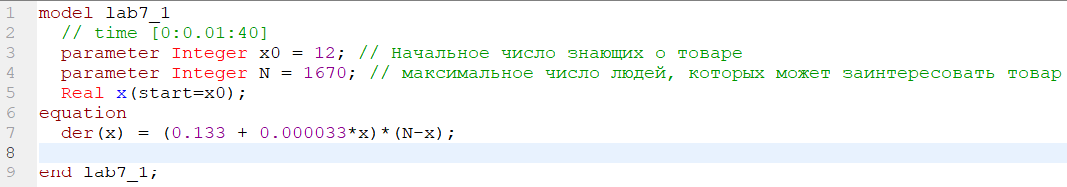 1 model lab7_1
2 // time [0:0.01:40]
3 parameter Integer x0 = 12; // Начальное число знающих о товаре
4 parameter Integer N = 1670; // максимальное число людей, которых может заинтересовать товар
5 Real x(start=x0);
6 equation
7 der(x) = (0.133 + 0.000033*x)*(N-x);
8
9 end lab7_1;